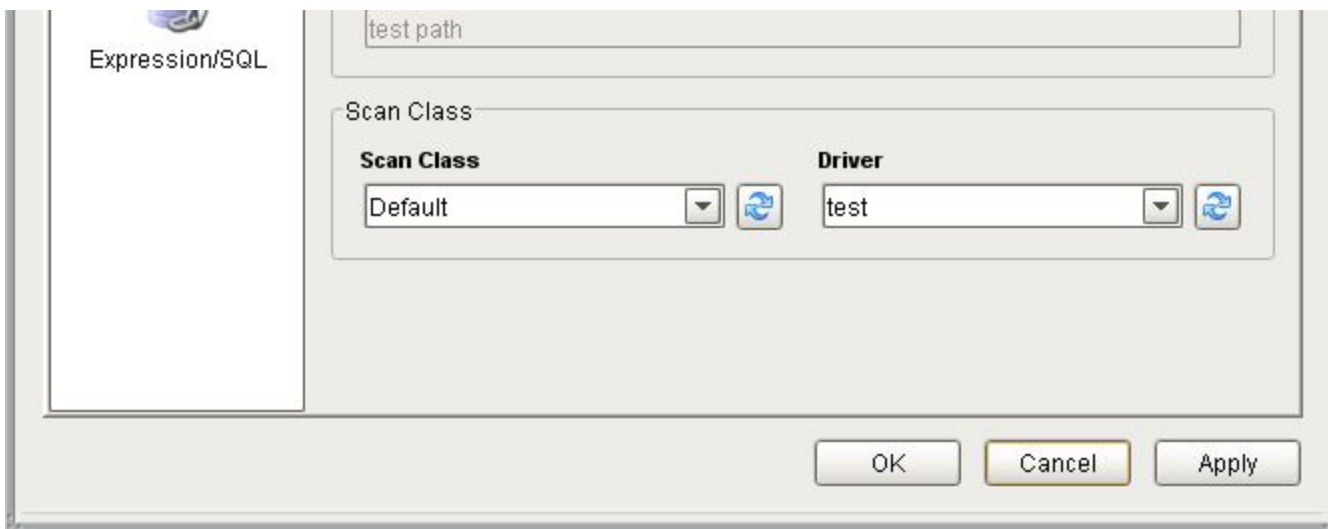 test path
Expression/SQL
Scan Class
Scan Class Driver
Default test
OK Cancel Apply